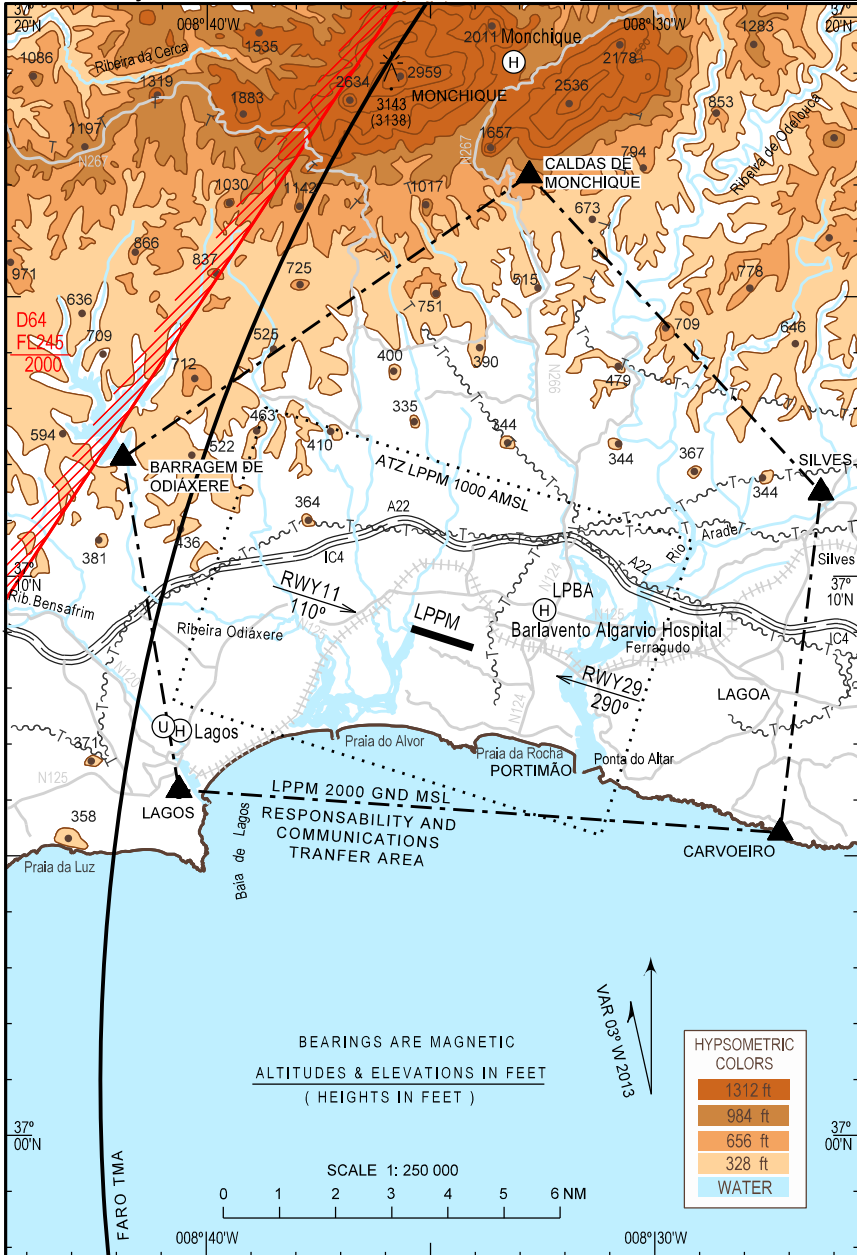 37°
20'N
008°40'W
008°30'W
37°
20'N
1086
Ribeira da Cerca
1535
2011 Monchique
H
1283
2178
1319
2634
2959
MONCHIQUE
3143
(3138)
2536
1883
853
1197
N267
1657
N267
Ribeira de Odelouca
794
CALDAS DE
MONCHIQUE
1030
1142
1017
673
866
971
837
725
751
515
778
636
D64
FL245
2000
709
525
709
646
712
400
390
N266
479
594
463
335
522
410
344
344
367
SILVES
BARRAGEM DE
ODIAXERE
ATZ LPPM 1000 AMSL
344
364
A22
381
436
IC4
Rio
Arade
A22
Silves
37°
10'N
37°
10'N
Rib.Bensafrim
RWY11
110°
N124
LPBA
H
N125
LPPM
Barlavento Algarvio Hospital
Ferragudo
Ribeira Odiáxere
N125
IC4
RWY29
290°
LAGOA
N120
U
H
Lagos
N124
371
Praia do Alvor
Praia da Rocha
PORTIMÃO
Ponta do Altar
N125
LAGOS
358
LPPM 2000 GND MSL
RESPONSABILITY AND
COMMUNICATIONS
TRANFER AREA
Baia de Lagos
CARVOEIRO
Praia da Luz
VAR 03° W 2013
BEARINGS ARE MAGNETIC
ALTITUDES & ELEVATIONS IN FEET
( HEIGHTS IN FEET )
HYPSOMETRIC
COLORS
1312 ft
984 ft
656 ft
328 ft
WATER
37°
00'N
37°
00'N
FARO TMA
SCALE 1: 250 000
0 1 2 3 4 5 6 NM
008°40'W
008°30'W